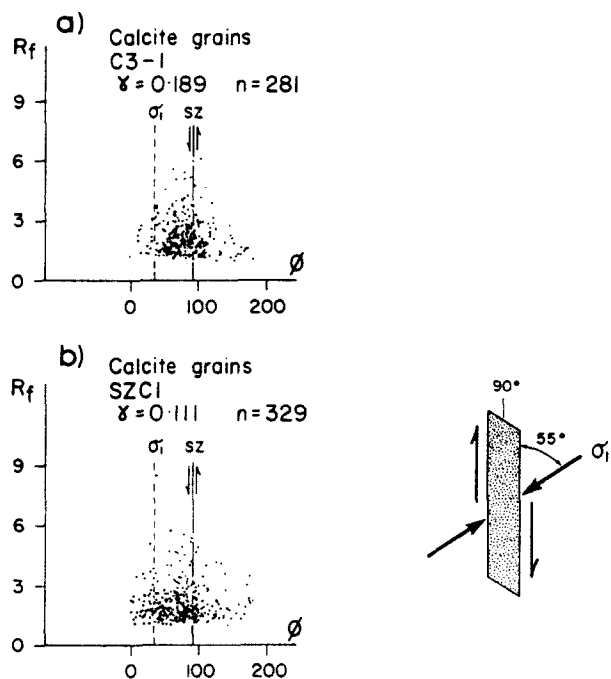 a)
Calcite grains
C3-1
ɣ = 0·189 n = 281
Rf
σ1 sz
9
6
3
0
ø
0 100 200
b)
Calcite grains
SZC1
ɣ = 0·111 n = 329
Rf
σ1 sz
9
6
3
0
ø
0 100 200
90°
55°
σ1